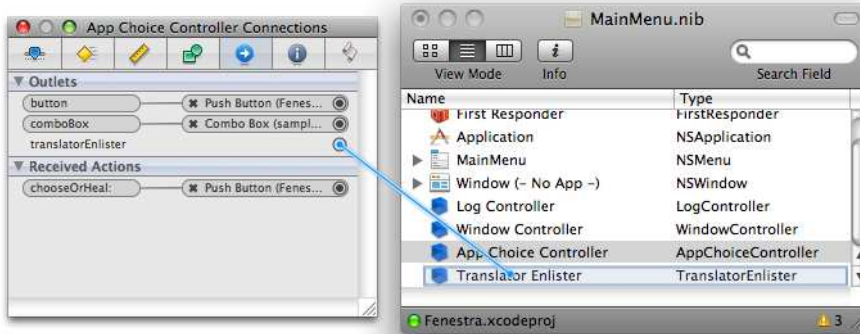 App Choice Controller Connections
Outlets
button
Push Button (Fenes...
comboBox
Combo Box (sampl...
translatorEnlister
Received Actions
chooseOrHeal:
Push Button (Fenes...
MainMenu.nib
View Mode
Info
Search Field
Name
Type
First Responder
FirstResponder
Application
NSApplication
MainMenu
NSMenu
Window (- No App -)
NSWindow
Log Controller
LogController
Window Controller
WindowController
App Choice Controller
AppChoiceController
Translator Enlister
TranslatorEnlister
Fenestra.xcodeproj
3